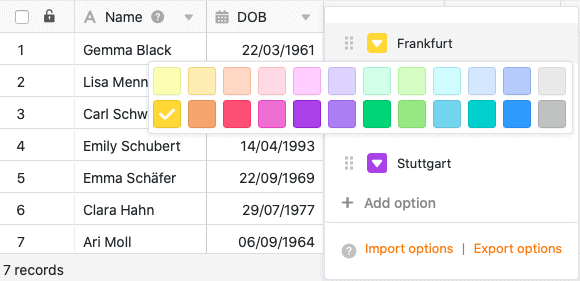 Name DOB
1 Gemma Black 22/03/1961
2 Lisa Menn
3 Carl Schw
4 Emily Schubert 14/04/1993
5 Emma Schäfer 22/09/1969
6 Clara Hahn 29/07/1977
7 Ari Moll 06/09/1964
7 records
Frankfurt
Stuttgart
+ Add option
Import options | Export options